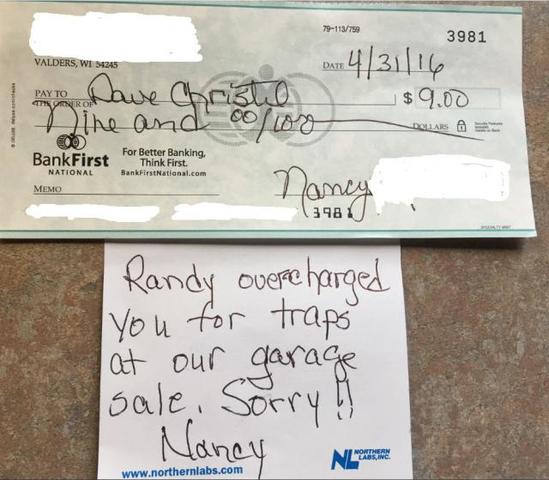 79-113/759
3981
VALDERS, WI 54245
DATE 4/31/16
PAY TO THE ORDER OF Dave Christel $ 9.00
Nine and 00/100 DOLLARS
BankFirst
NATIONAL
For Better Banking,
Think First.
BankFirstNational.com
MEMO
Nancy
3981
Randy overcharged
you for traps
at our garage
sale. Sorry!!
Nancy
www.northernlabs.com
NL NORTHERN
LABS, INC.